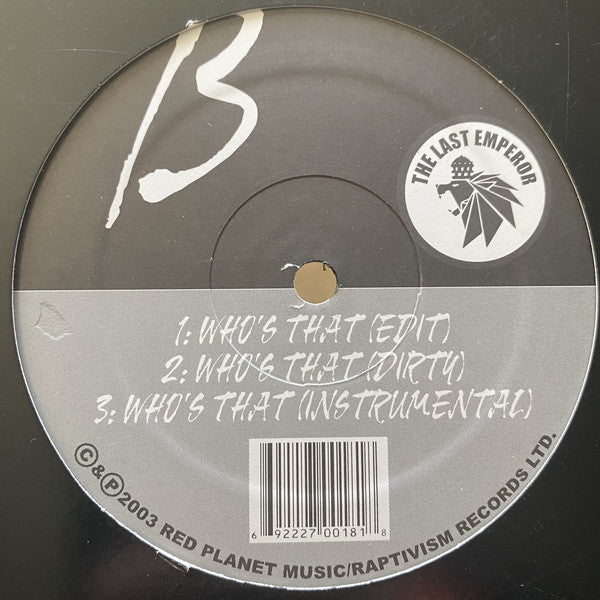 B
THE LAST EMPEROR
1: WHO'S THAT (EDIT)
2: WHO'S THAT (DIRTY)
3: WHO'S THAT (INSTRUMENTAL)
6 92227 00181 8
©&℗2003 RED PLANET MUSIC/RAPTIVISM RECORDS LTD.